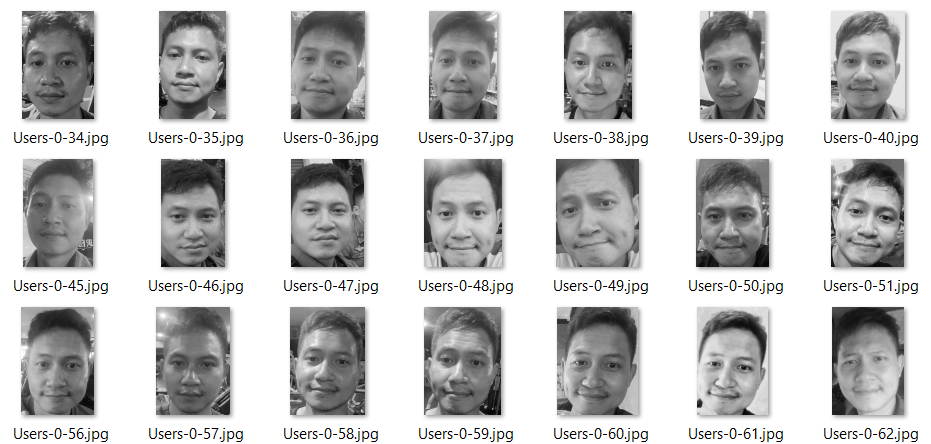 Users-0-34.jpg Users-0-35.jpg Users-0-36.jpg Users-0-37.jpg Users-0-38.jpg Users-0-39.jpg Users-0-40.jpg
Users-0-45.jpg Users-0-46.jpg Users-0-47.jpg Users-0-48.jpg Users-0-49.jpg Users-0-50.jpg Users-0-51.jpg
Users-0-56.jpg Users-0-57.jpg Users-0-58.jpg Users-0-59.jpg Users-0-60.jpg Users-0-61.jpg Users-0-62.jpg